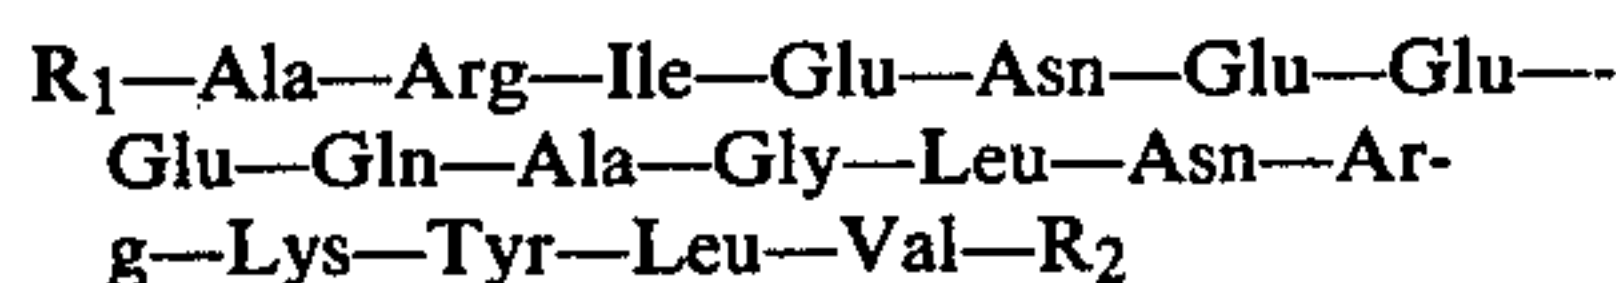 R₁—Ala—Arg—Ile—Glu—Asn—Glu—Glu—-
Glu—Gln—Ala—Gly—Leu—Asn—Ar-
g—Lys—Tyr—Leu—Val—R₂